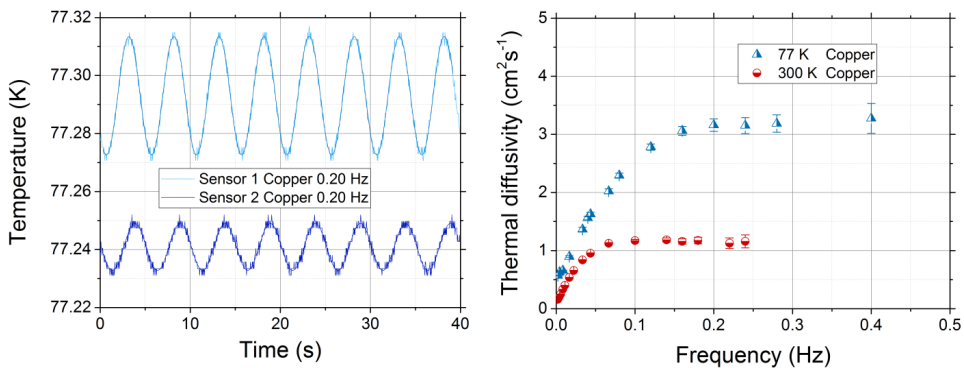 77.32
77.30
77.28
77.26
77.24
77.22
Temperature (K)
Sensor 1 Copper 0.20 Hz
Sensor 2 Copper 0.20 Hz
0 10 20 30 40
Time (s)
5
4
3
2
1
0
Thermal diffusivity (cm²s⁻¹)
77 K Copper
300 K Copper
0.0 0.1 0.2 0.3 0.4 0.5
Frequency (Hz)